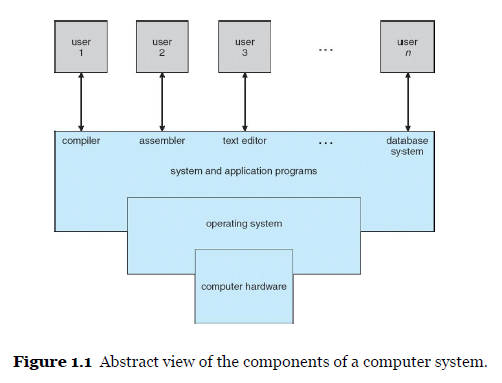 user
1
user
2
user
3
...
user
n
compiler
assembler
text editor
...
database
system
system and application programs
operating system
computer hardware
Figure 1.1 Abstract view of the components of a computer system.